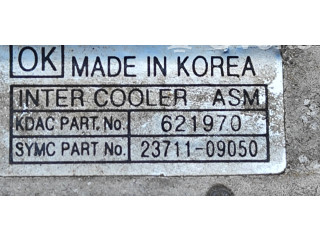 OK MADE IN KOREA
INTER COOLER ASM
KDAC PART. No. 621970
SYMC PART No. 23711-09050